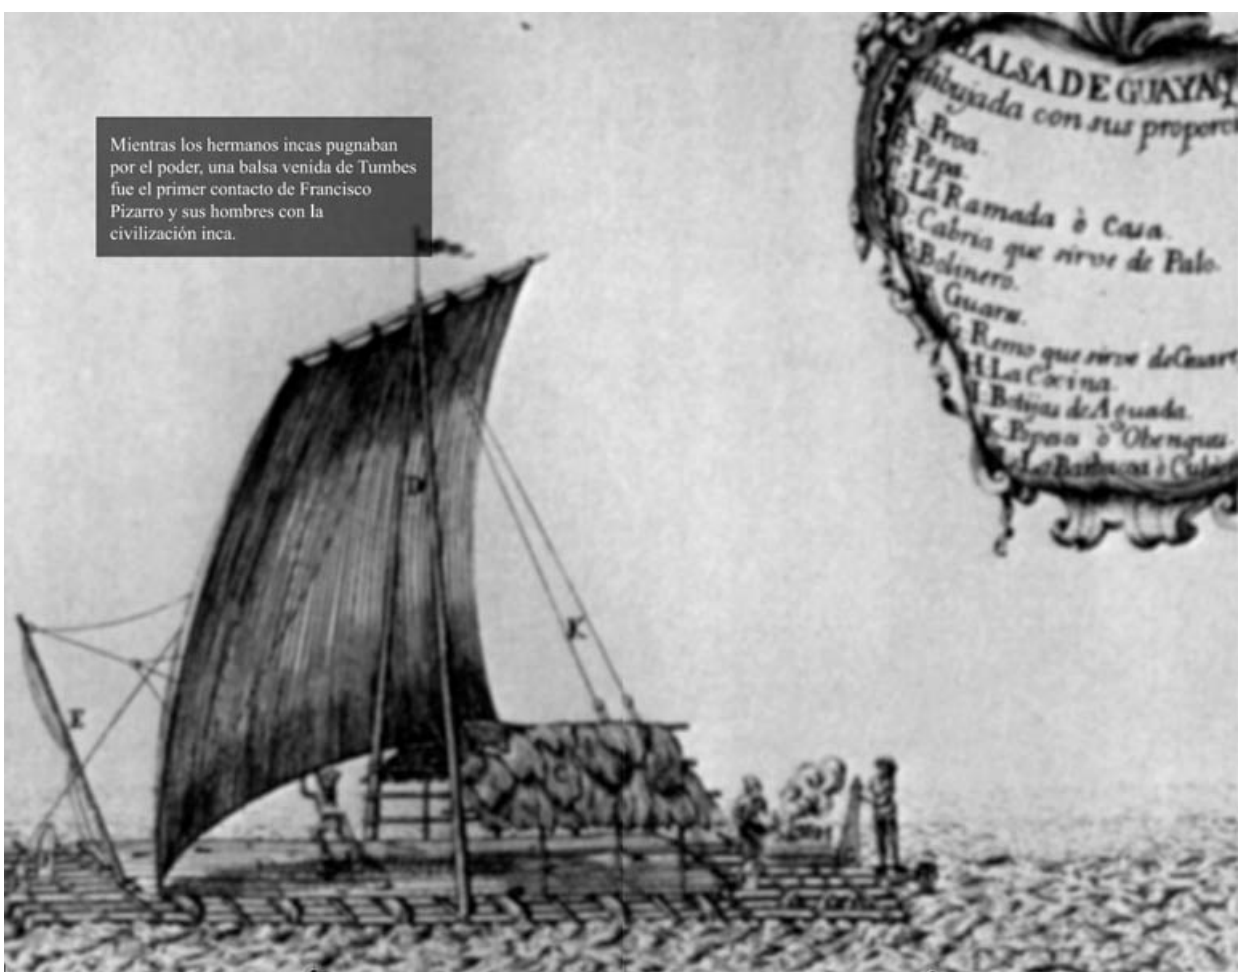 Mientras los hermanos incas pugnaban
por el poder, una balsa venida de Tumbes
fue el primer contacto de Francisco
Pizarro y sus hombres con la
civilización inca.
BALSA DE GUAYAQ
dibujada con sus proporci
A. Proa.
B. Popa.
C. La Ramada ò Casa.
D. Cabria que sirve de Palo.
E. Bolinero.
Guara.
G. Remo que sirve de Guar
H. La Cocina.
I. Botijas de Aguada.
K. ò Obenques
La Barbacoa ò
D
K
E
H